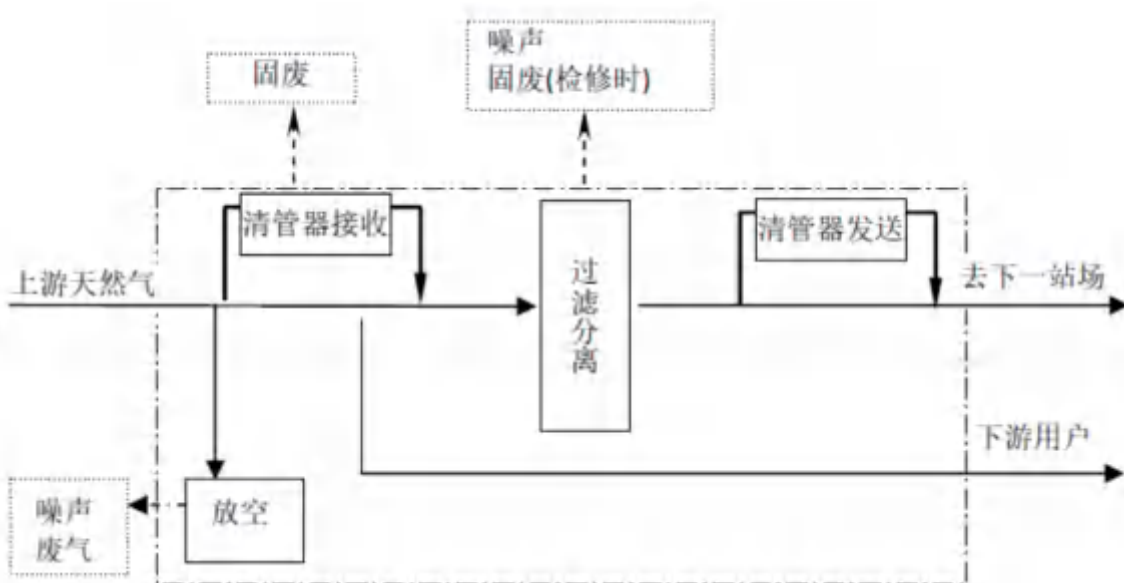 固废
噪声
固废(检修时)
清管器接收
清管器发送
上游天然气
过滤分离
去下一站场
下游用户
噪声
废气
放空